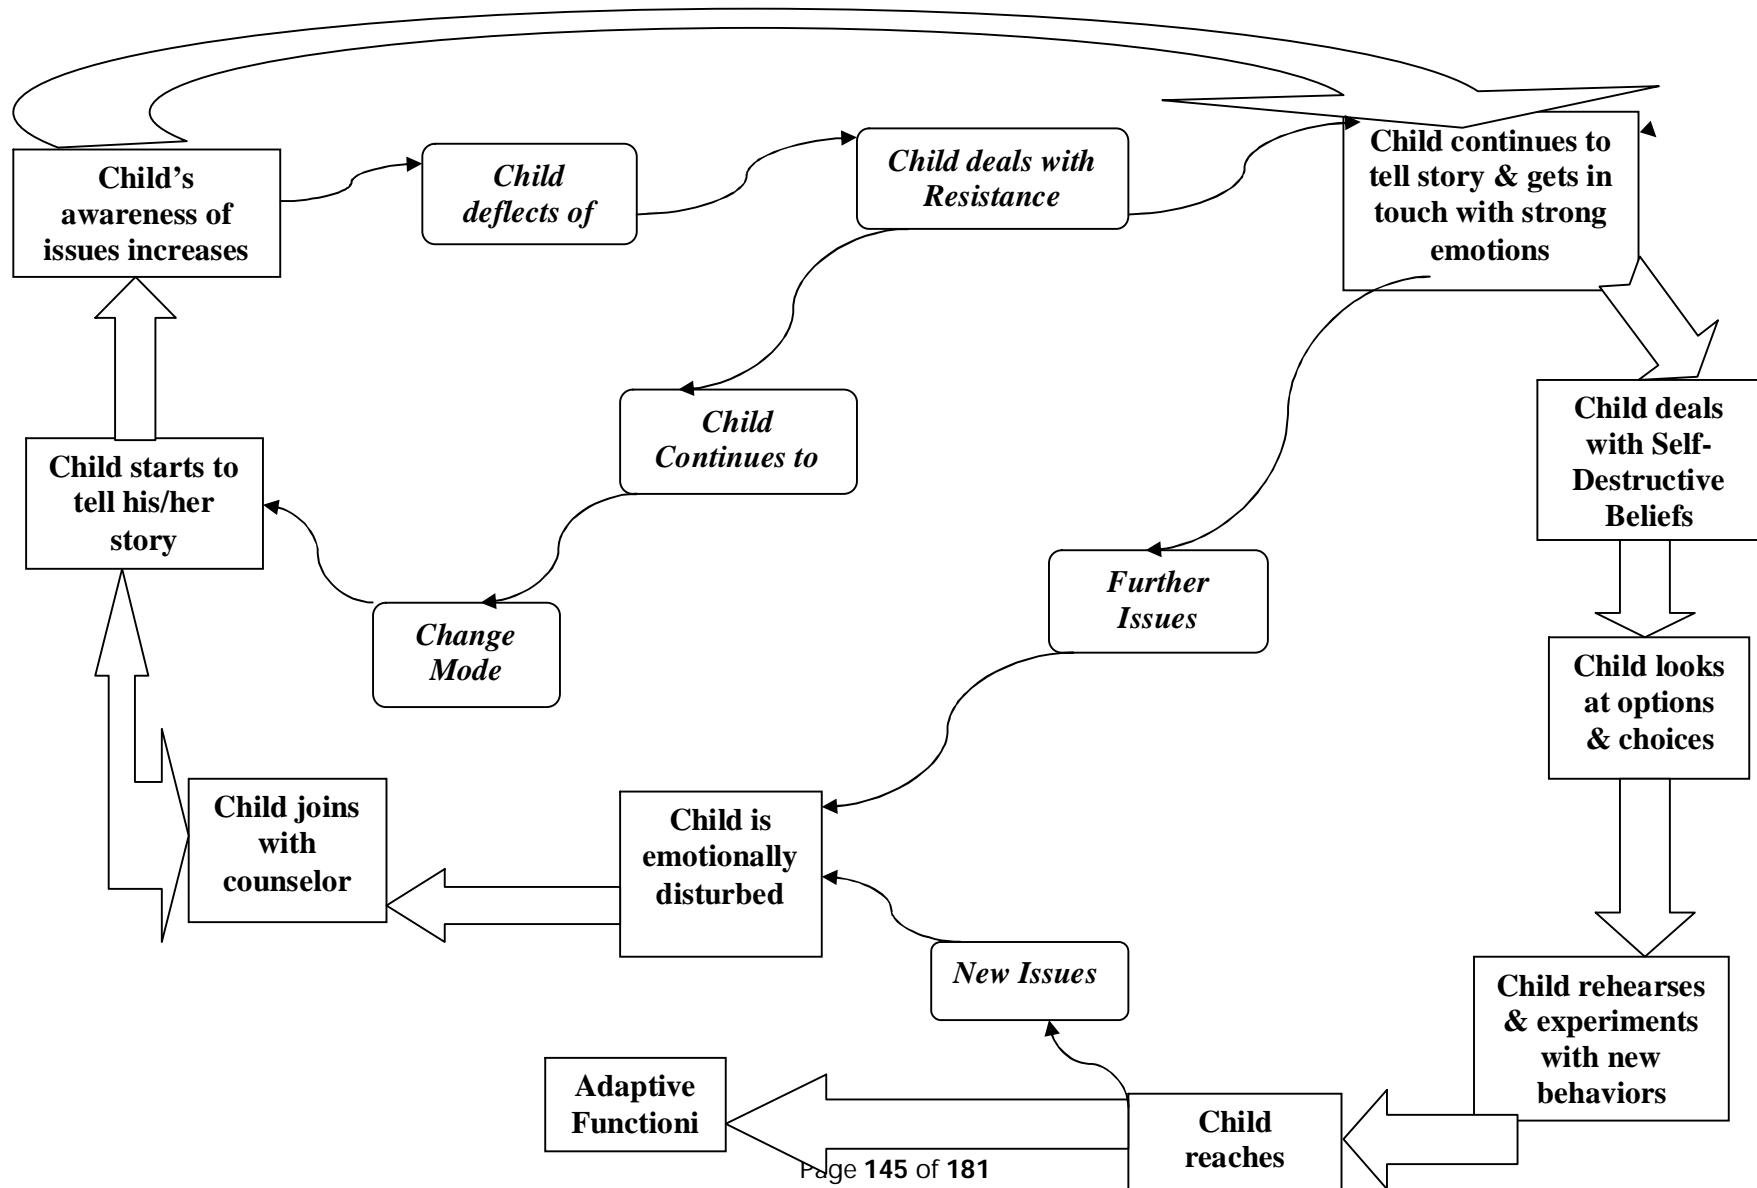 Child’s
awareness of
issues increases
Child
deflects of
Child deals with
Resistance
Child continues to
tell story & gets in
touch with strong
emotions
Child
Continues to
Child starts to
tell his/her
story
Change
Mode
Further
Issues
Child deals
with Self-
Destructive
Beliefs
Child looks
at options
& choices
Child joins
with
counselor
Child is
emotionally
disturbed
New Issues
Child rehearses
& experiments
with new
behaviors
Adaptive
Functioni
Child
reaches
Page 145 of 181